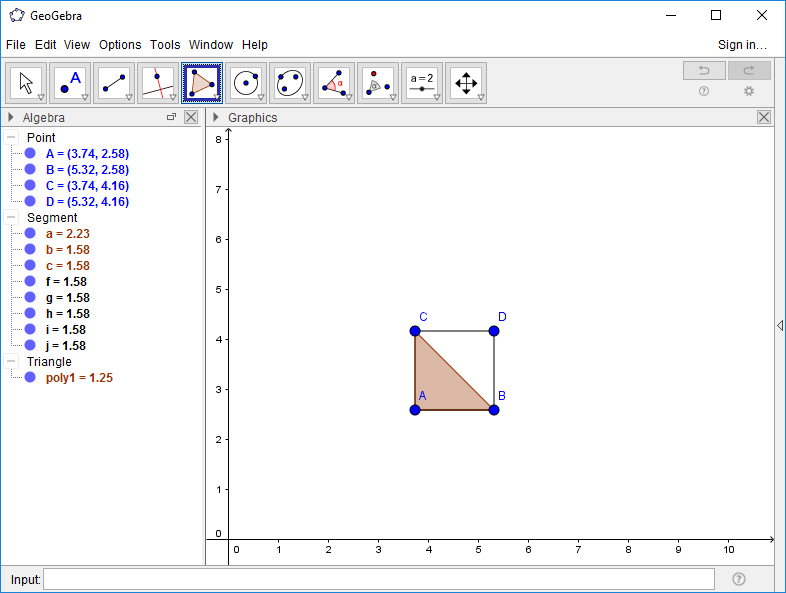 GeoGebra
File Edit View Options Tools Window Help Sign in...
A α α a = 2
Algebra
Graphics
Point
A = (3.74, 2.58)
B = (5.32, 2.58)
C = (3.74, 4.16)
D = (5.32, 4.16)
Segment
a = 2.23
b = 1.58
c = 1.58
f = 1.58
g = 1.58
h = 1.58
i = 1.58
j = 1.58
Triangle
poly1 = 1.25
8
7
6
5
4
3
2
1
0
C D
A B
0 1 2 3 4 5 6 7 8 9 10
Input: